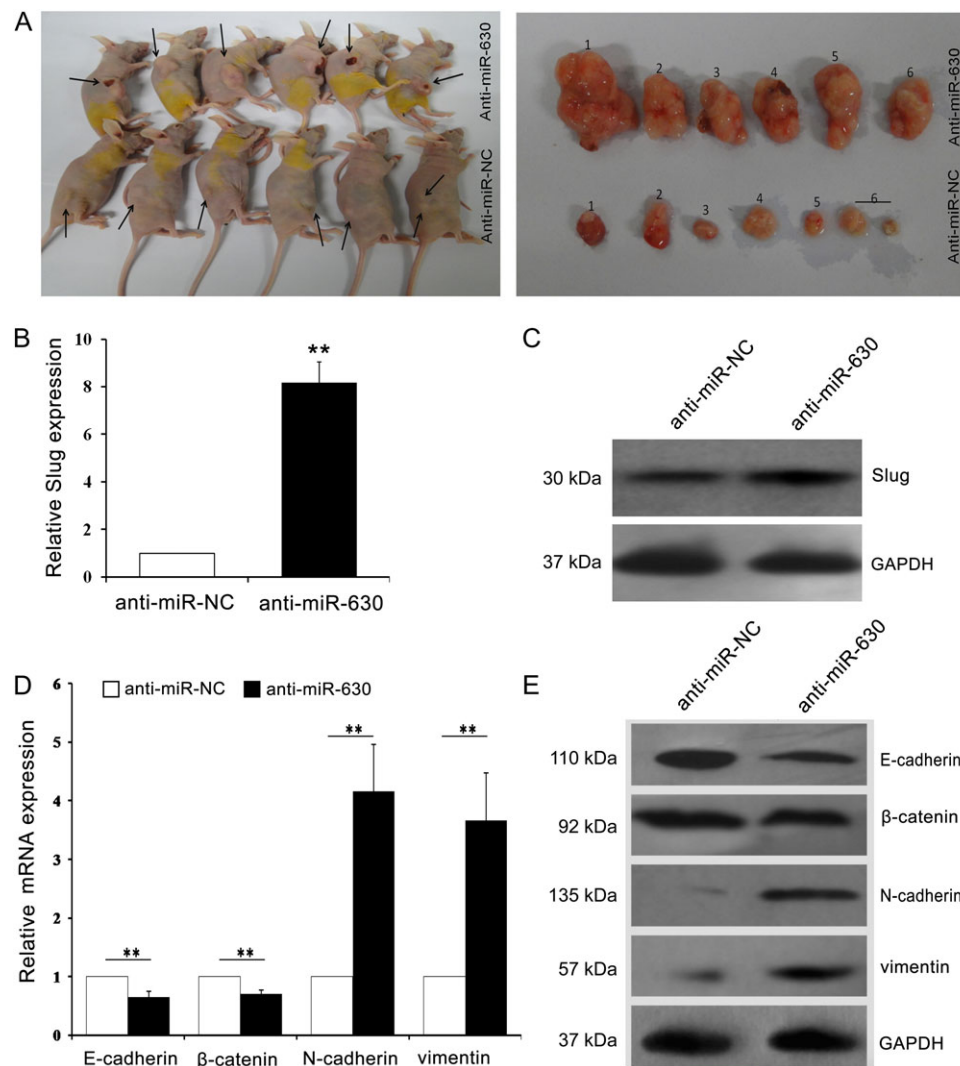 A
Anti-miR-630
Anti-miR-NC
1
2
3
4
5
6
Anti-miR-630
1
2
3
4
5
6
Anti-miR-NC
B
Relative Slug expression
10
8
6
4
2
0
**
anti-miR-NC
anti-miR-630
C
anti-miR-NC
anti-miR-630
30 kDa
Slug
37 kDa
GAPDH
D
Relative mRNA expression
6
5
4
3
2
1
0
anti-miR-NC
anti-miR-630
**
**
**
**
E-cadherin
β-catenin
N-cadherin
vimentin
E
anti-miR-NC
anti-miR-630
110 kDa
E-cadherin
92 kDa
β-catenin
135 kDa
N-cadherin
57 kDa
vimentin
37 kDa
GAPDH